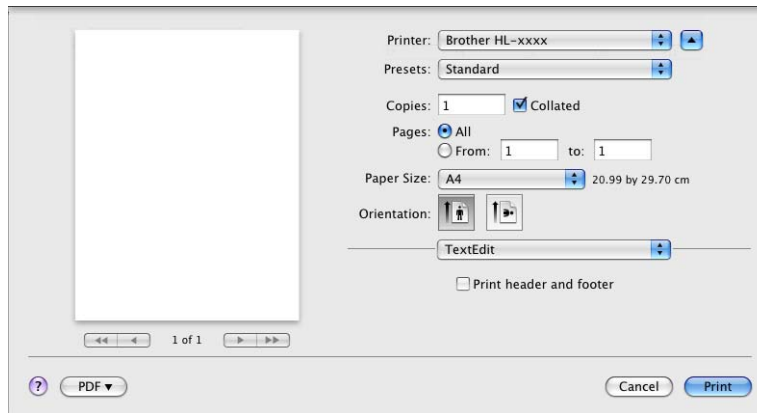 Printer: Brother HL-xxxx
Presets: Standard
Copies: 1 Collated
Pages: All
From: 1 to: 1
Paper Size: A4 20.99 by 29.70 cm
Orientation:
TextEdit
Print header and footer
1 of 1
? PDF▼ Cancel Print